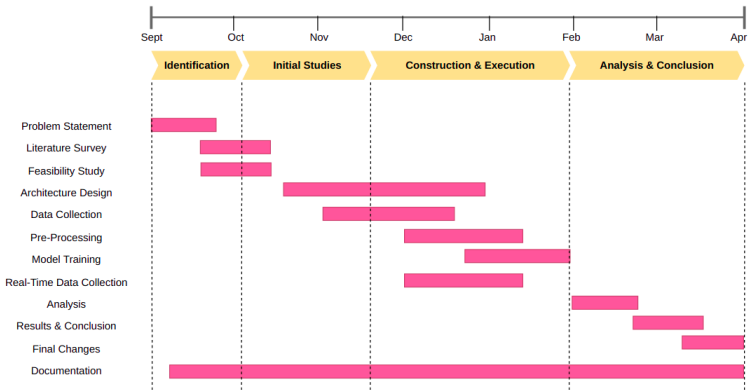 Sept Oct Nov Dec Jan Feb Mar Apr
Identification Initial Studies Construction & Execution Analysis & Conclusion
Problem Statement
Literature Survey
Feasibility Study
Architecture Design
Data Collection
Pre-Processing
Model Training
Real-Time Data Collection
Analysis
Results & Conclusion
Final Changes
Documentation